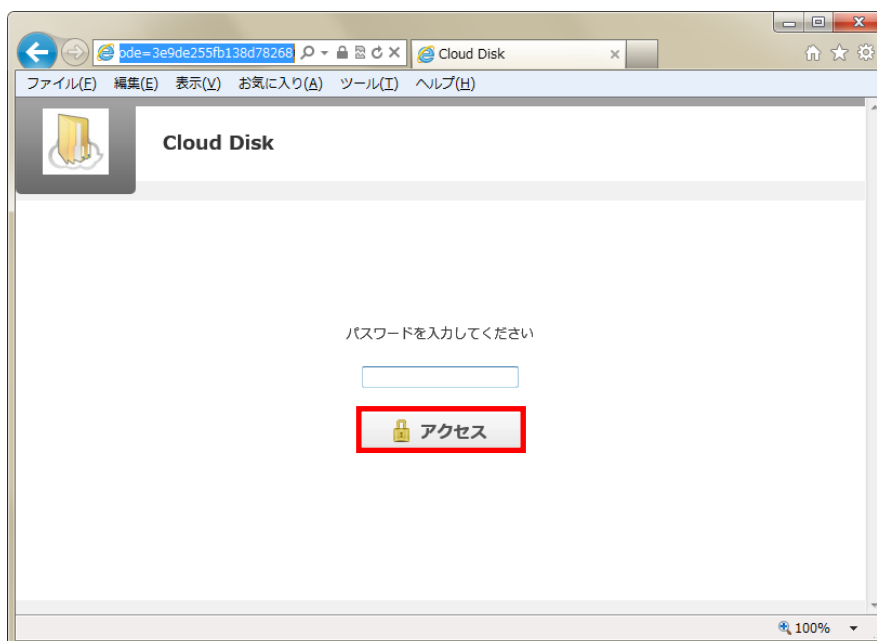 ode=3e9de255fb138d78268
Cloud Disk
ファイル(F) 編集(E) 表示(V) お気に入り(A) ツール(T) ヘルプ(H)
Cloud Disk
パスワードを入力してください
アクセス
100%